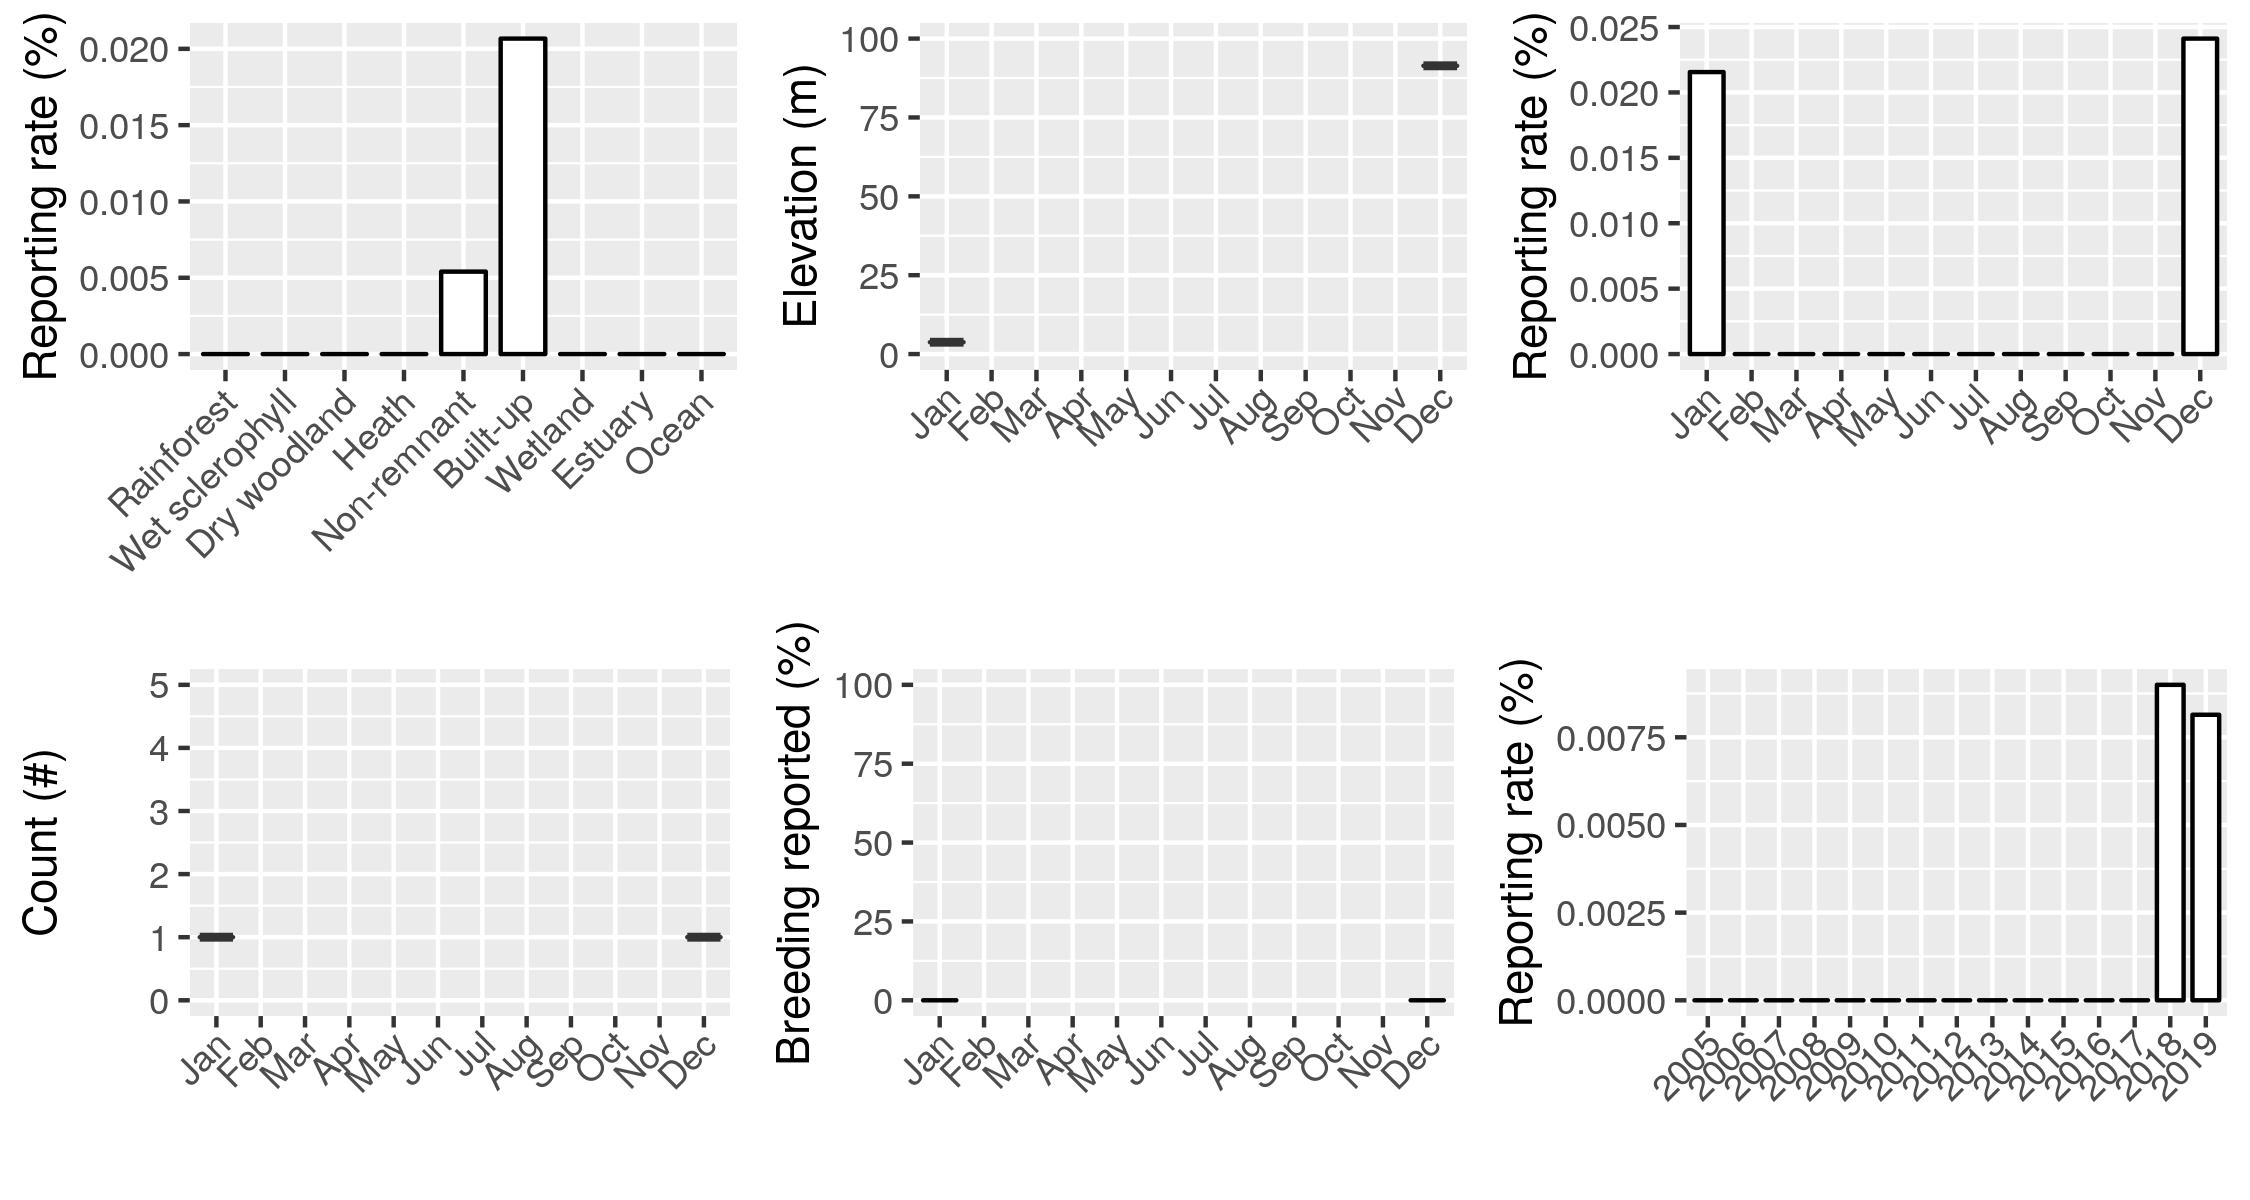 Reporting rate (%)
0.020
0.015
0.010
0.005
0.000
Rainforest
Wet sclerophyll
Dry woodland
Heath
Non-remnant
Built-up
Wetland
Estuary
Ocean
Elevation (m)
100
75
50
25
0
Jan
Feb
Mar
Apr
May
Jun
Jul
Aug
Sep
Oct
Nov
Dec
Reporting rate (%)
0.025
0.020
0.015
0.010
0.005
0.000
Jan
Feb
Mar
Apr
May
Jun
Jul
Aug
Sep
Oct
Nov
Dec
Count (#)
5
4
3
2
1
0
Jan
Feb
Mar
Apr
May
Jun
Jul
Aug
Sep
Oct
Nov
Dec
Breeding reported (%)
100
75
50
25
0
Jan
Feb
Mar
Apr
May
Jun
Jul
Aug
Sep
Oct
Nov
Dec
Reporting rate (%)
0.0075
0.0050
0.0025
0.0000
2005
2006
2007
2008
2009
2010
2011
2012
2013
2014
2015
2016
2017
2018
2019